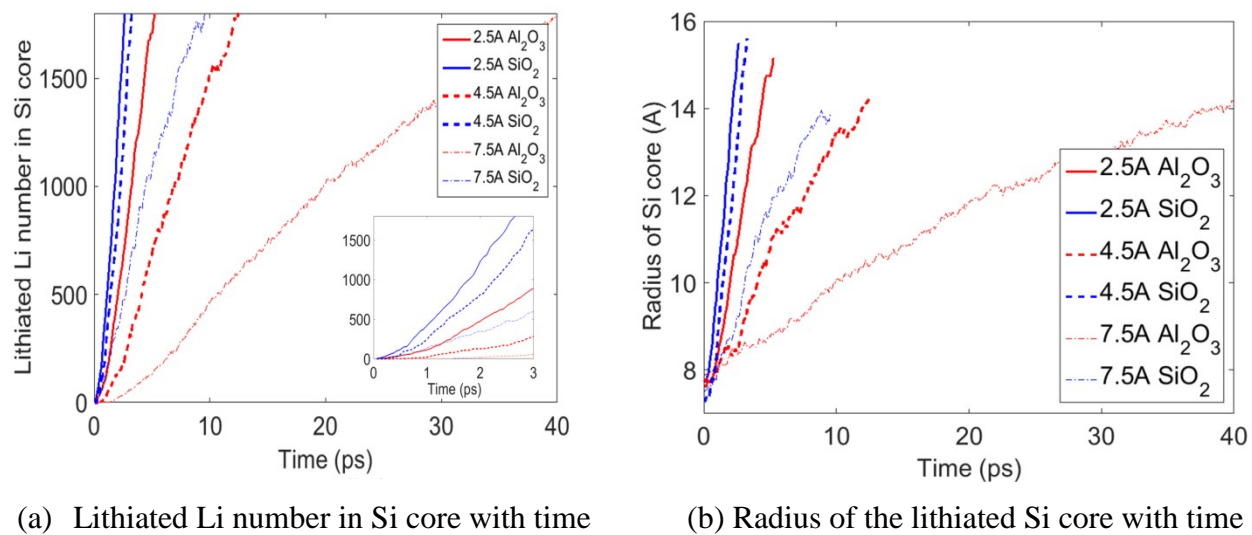 Lithiated Li number in Si core
1500
1000
500
0
0
10
20
30
40
Time (ps)
2.5A Al₂O₃
2.5A SiO₂
4.5A Al₂O₃
4.5A SiO₂
7.5A Al₂O₃
7.5A SiO₂
1500
1000
500
0
0
1
2
3
Time (ps)
(a) Lithiated Li number in Si core with time
Radius of Si core (A)
16
14
12
10
8
0
10
20
30
40
Time (ps)
2.5A Al₂O₃
2.5A SiO₂
4.5A Al₂O₃
4.5A SiO₂
7.5A Al₂O₃
7.5A SiO₂
(b) Radius of the lithiated Si core with time